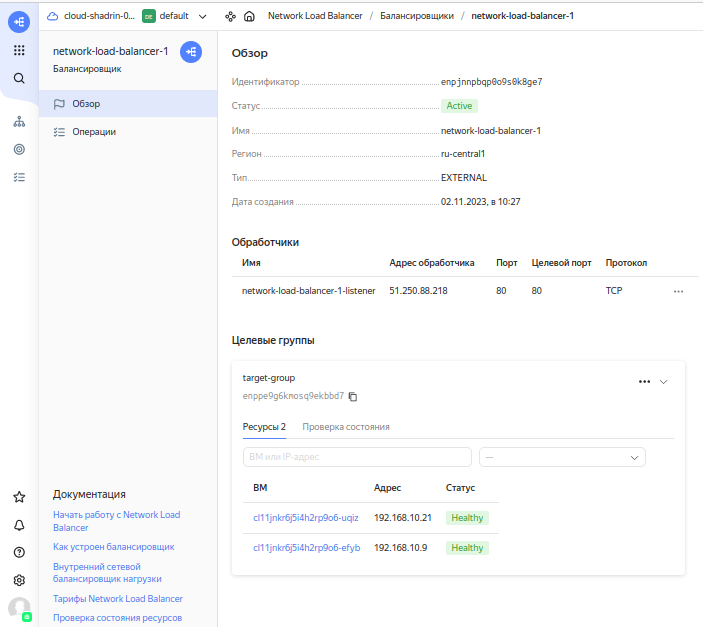 cloud-shadrin-0... DE default Network Load Balancer / Балансировщики / network-load-balancer-1
network-load-balancer-1
Балансировщик
Обзор
Операции
Документация
Начать работу с Network Load
Balancer
Как устроен балансировщик
Внутренний сетевой
балансировщик нагрузки
Тарифы Network Load Balancer
Проверка состояния ресурсов
Обзор
Идентификатор enpjnnpbqp0o9s0k8ge7
Статус Active
Имя network-load-balancer-1
Регион ru-central1
Тип EXTERNAL
Дата создания 02.11.2023, в 10:27
Обработчики
Имя Адрес обработчика Порт Целевой порт Протокол
network-load-balancer-1-listener 51.250.88.218 80 80 TCP
Целевые группы
target-group
enppe9g6kmosq9ekbbd7
Ресурсы 2 Проверка состояния
ВМ или IP-адрес —
ВМ Адрес Статус
cl11jnkr6j5i4h2rp9o6-uqiz 192.168.10.21 Healthy
cl11jnkr6j5i4h2rp9o6-efyb 192.168.10.9 Healthy